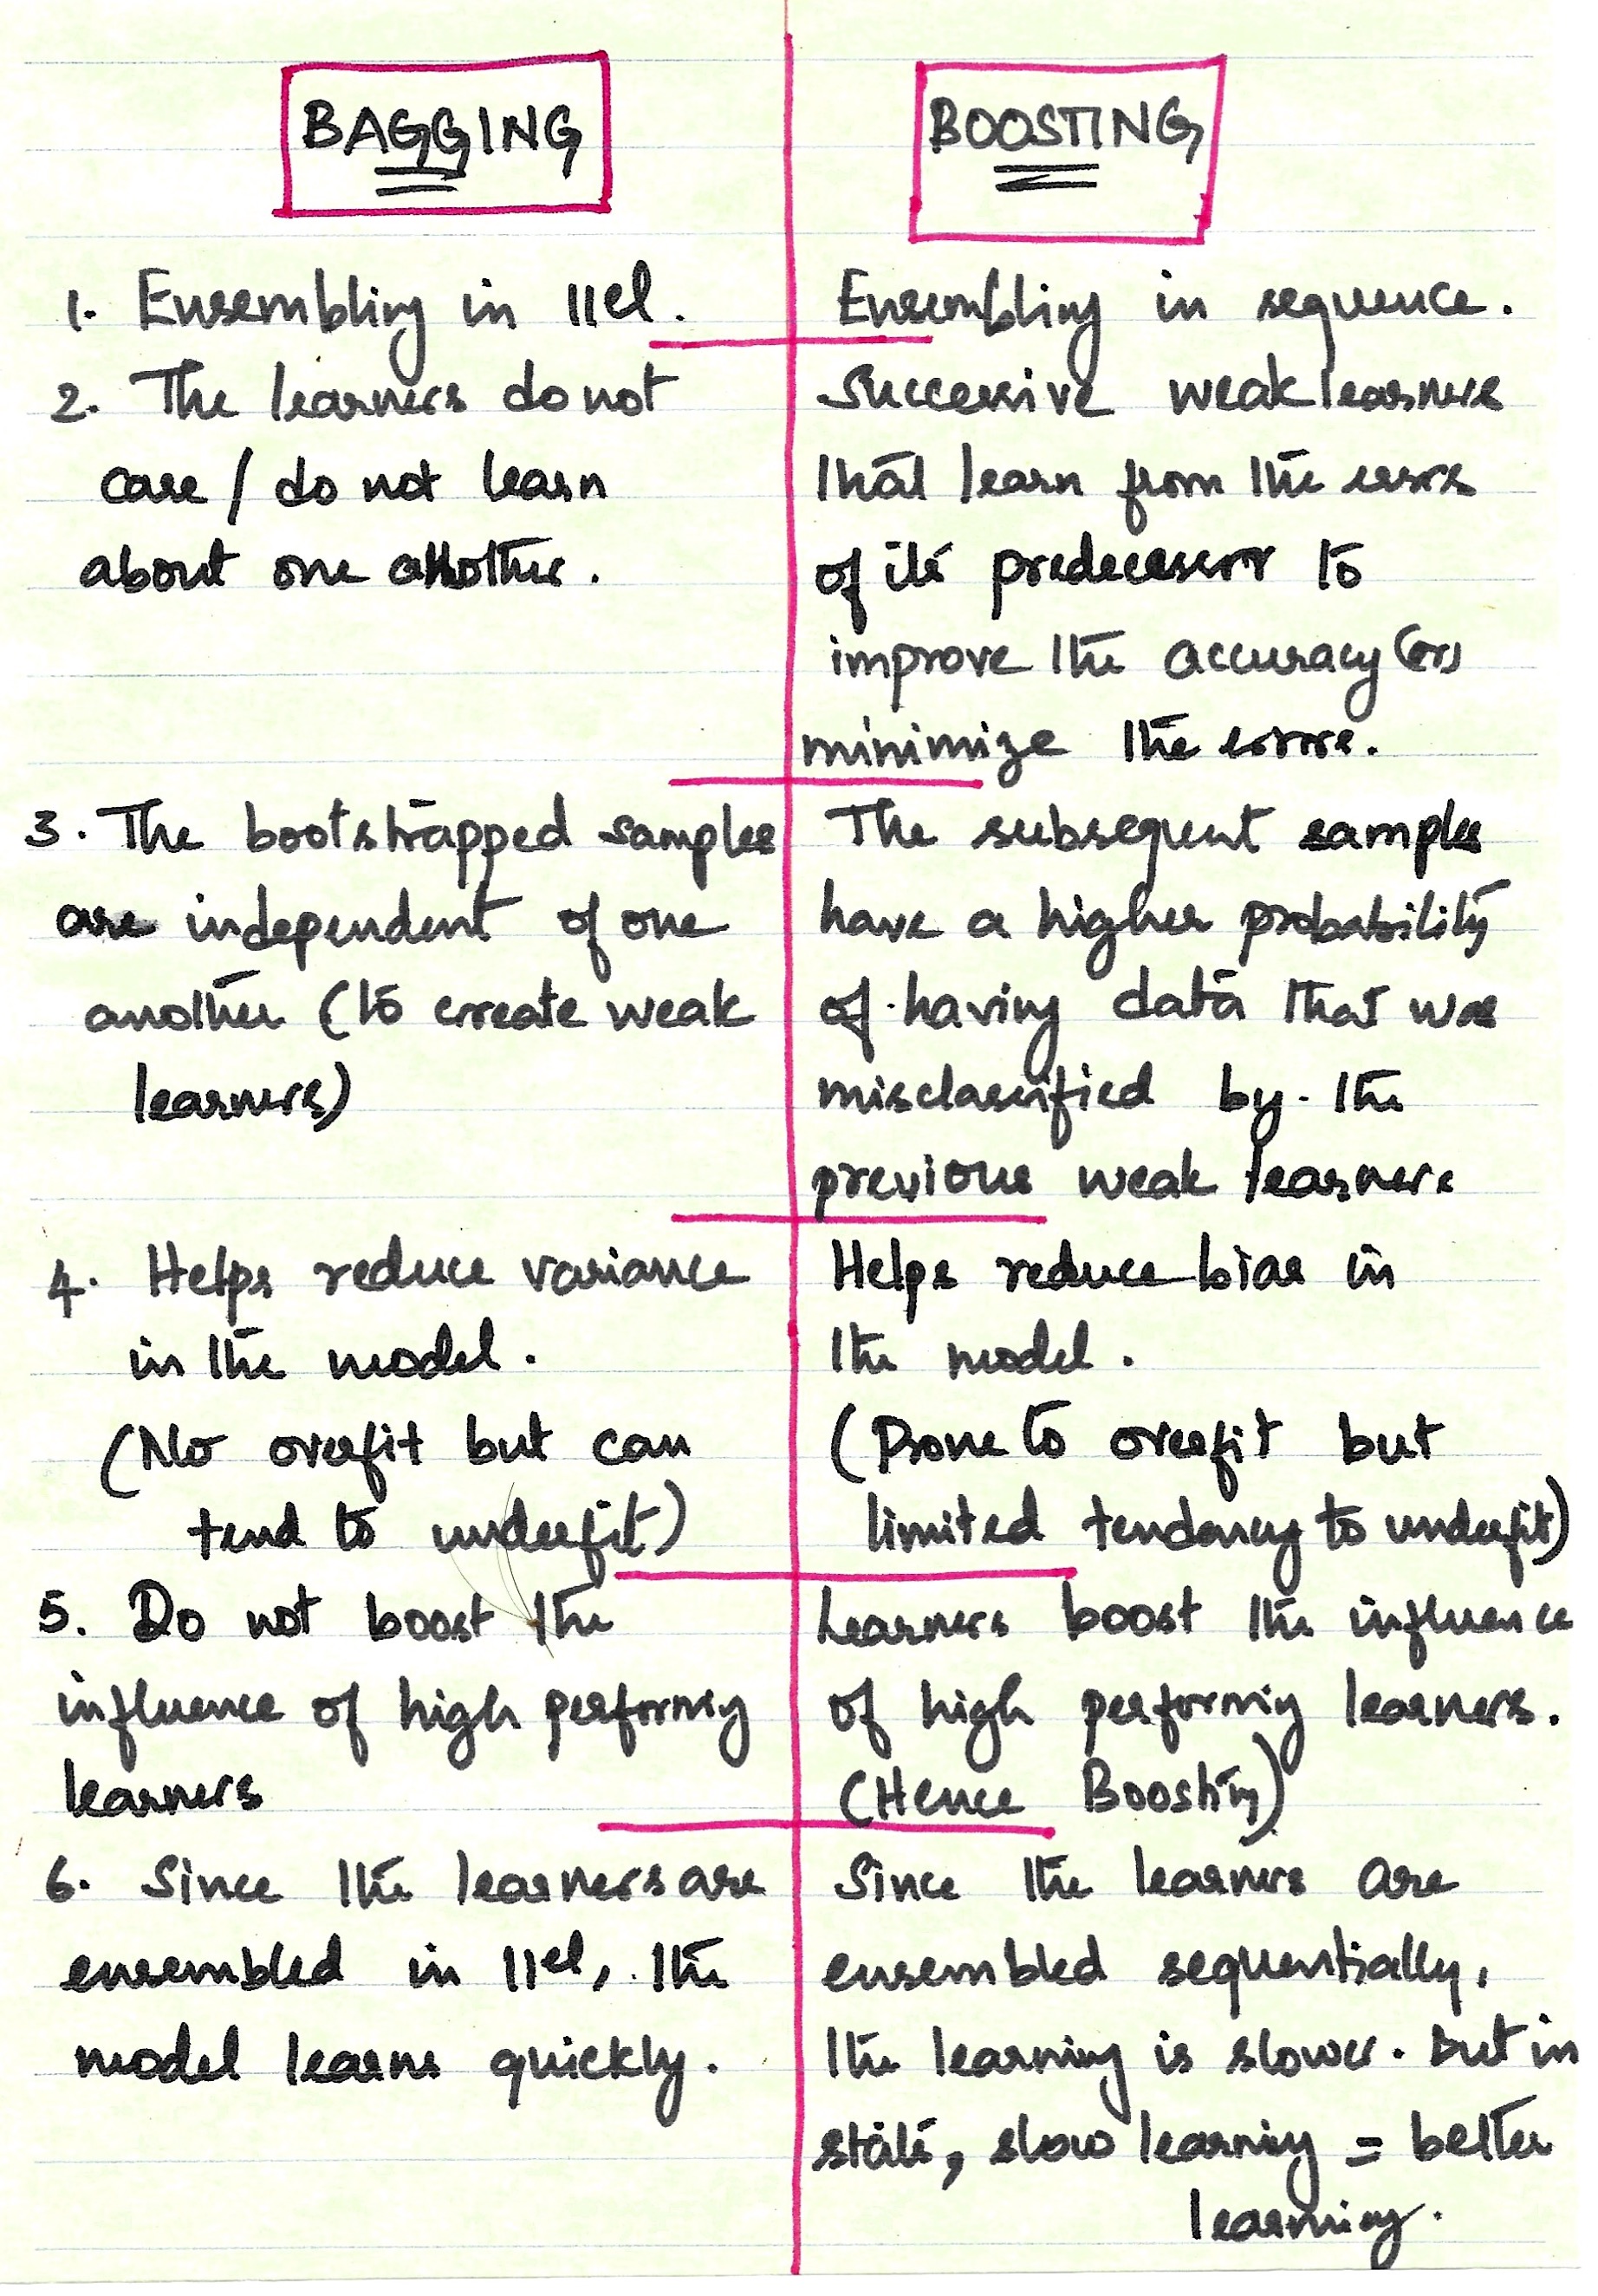 BAGGING
BOOSTING
1. Ensembling in llel.
Ensembling in sequence.
2. The learners do not
care / do not learn
about one another.
Successive weak learners
that learn from the errors
of its predecessor to
improve the accuracy (or)
minimize the errors.
3. The bootstrapped samples
are independent of one
another (to create weak
learners)
The subsequent samples
have a higher probability
of having data that was
misclassified by the
previous weak learners
4. Helps reduce variance
in the model.
(No overfit but can
tend to underfit)
Helps reduce bias in
the model.
(Prone to overfit but
limited tendency to underfit)
5. Do not boost the
influence of high performing
learners
Learners boost the influence
of high performing learners.
(Hence Boosting)
6. Since the learners are
ensembled in llel, the
model learns quickly.
Since the learners are
ensembled sequentially,
the learning is slower. But in
stats, slow learning = better
learning.